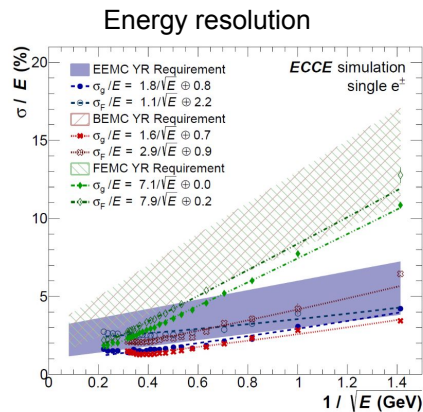 Energy resolution
σ / E (%)
ECCE simulation
single e±
EEMC YR Requirement
σg /E = 1.8/√E ⊕ 0.8
σF /E = 1.1/√E ⊕ 2.2
BEMC YR Requirement
σg /E = 1.6/√E ⊕ 0.7
σF /E = 2.9/√E ⊕ 0.9
FEMC YR Requirement
σg /E = 7.1/√E ⊕ 0.0
σF /E = 7.9/√E ⊕ 0.2
20
15
10
5
0
0 0.2 0.4 0.6 0.8 1 1.2 1.4
1 / √E (GeV)